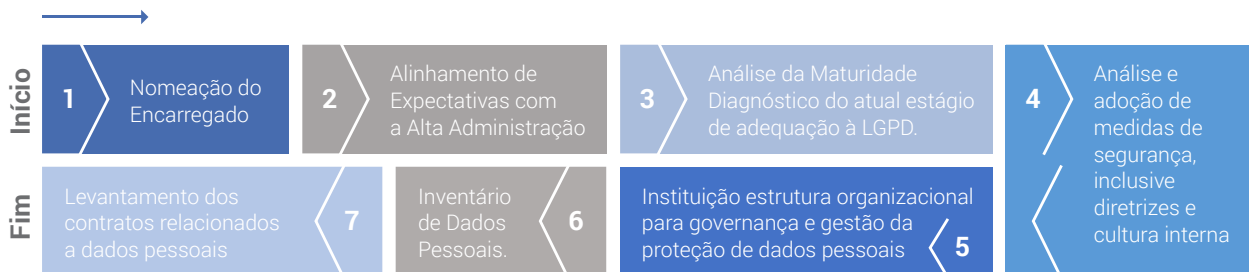 Início
1
Nomeação do
Encarregado
2
Alinhamento de
Expectativas com
a Alta Administração
3
Análise da Maturidade
Diagnóstico do atual estágio
de adequação à LGPD.
4
Análise e
adoção de
medidas de
segurança,
inclusive
diretrizes e
cultura interna
Fim
Instituição estrutura organizacional
para governança e gestão da
proteção de dados pessoais
5
Inventário
de Dados
Pessoais.
6
Levantamento dos
contratos relacionados
a dados pessoais
7